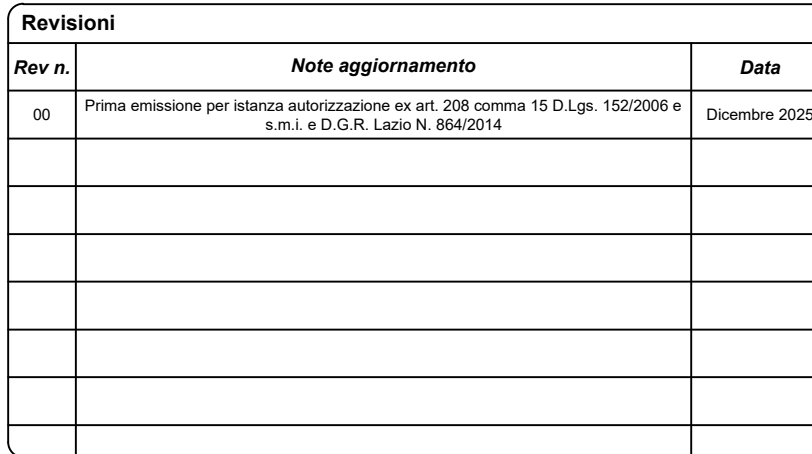 Revisioni
Rev n. Note aggiornamento Data
00 Prima emissione per istanza autorizzazione ex art. 208 comma 15 D.Lgs. 152/2006 e
s.m.i. e D.G.R. Lazio N. 864/2014 Dicembre 2025